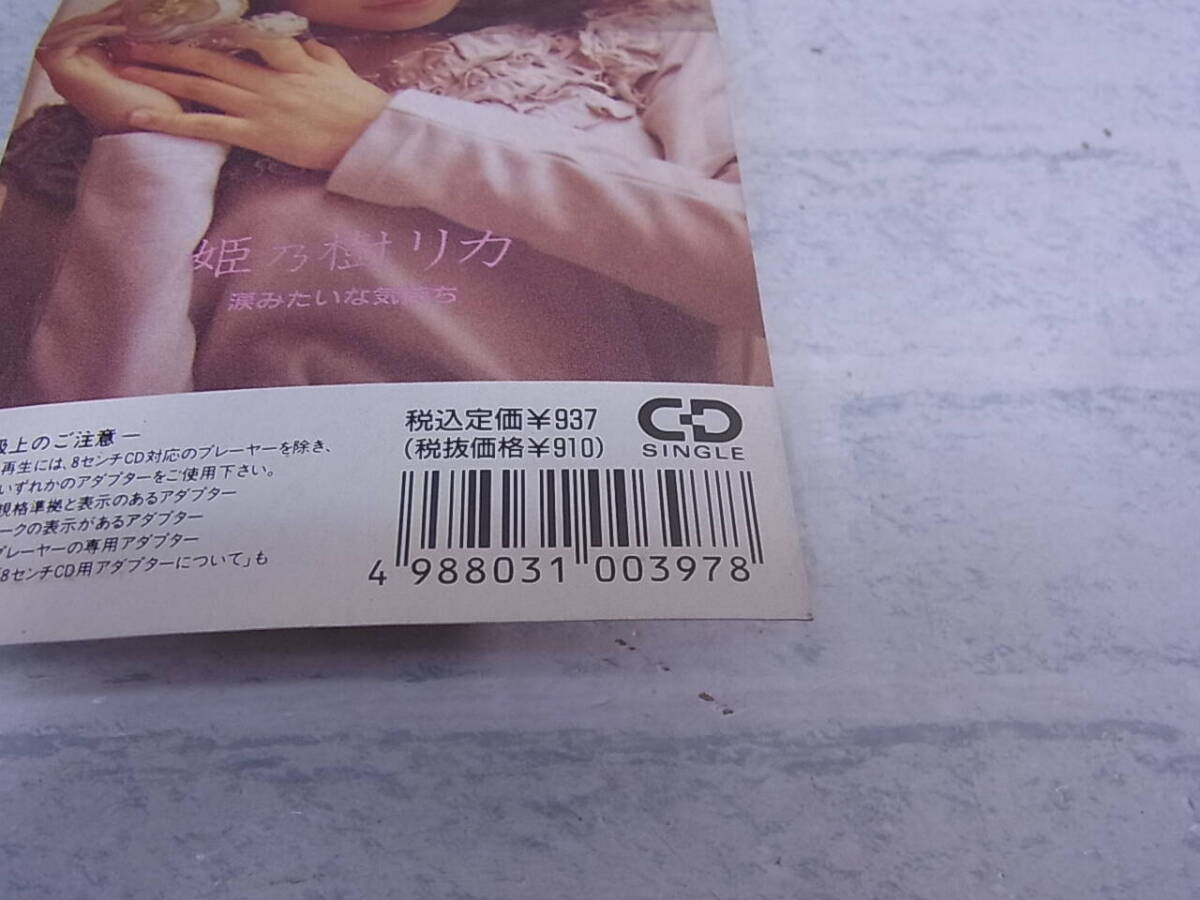 姫乃樹リカ
涙みたいな気持ち
扱上のご注意ー
再生には、8センチCD対応のプレーヤーを除き、
いずれかのアダプターをご使用下さい。
規格準拠と表示のあるアダプター
ークの表示があるアダプター
プレーヤーの専用アダプター
「8センチCD用アダプターについて」も
税込定価¥937
(税抜価格¥910)
CD
SINGLE
4 988031 003978